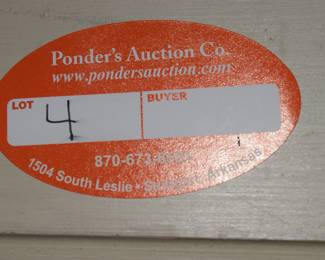 Ponder's Auction Co.
www.pondersauction.com
LOT
BUYER
4
870-673-
1504 South Leslie • Arkansas